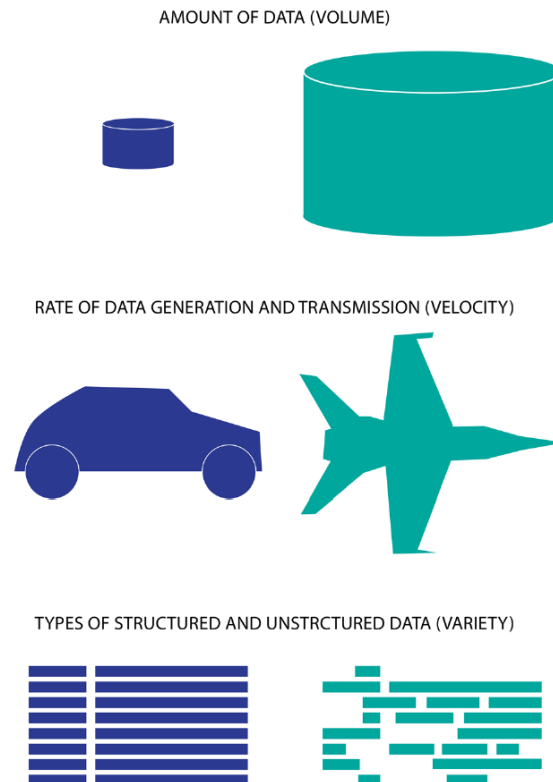 AMOUNT OF DATA (VOLUME)
RATE OF DATA GENERATION AND TRANSMISSION (VELOCITY)
TYPES OF STRUCTURED AND UNSTRCTURED DATA (VARIETY)